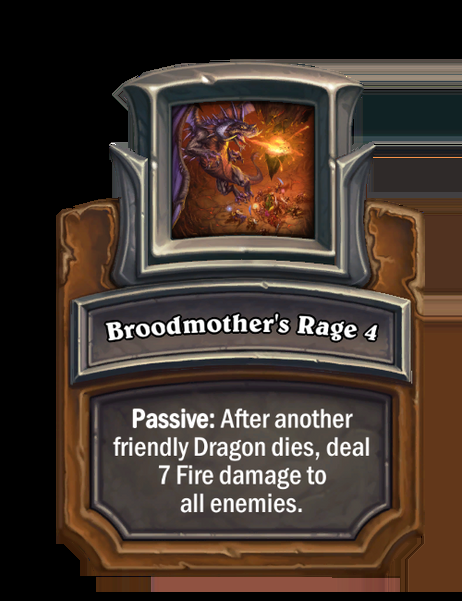 Broodmother's Rage 4
Passive: After another
friendly Dragon dies, deal
7 Fire damage to
all enemies.